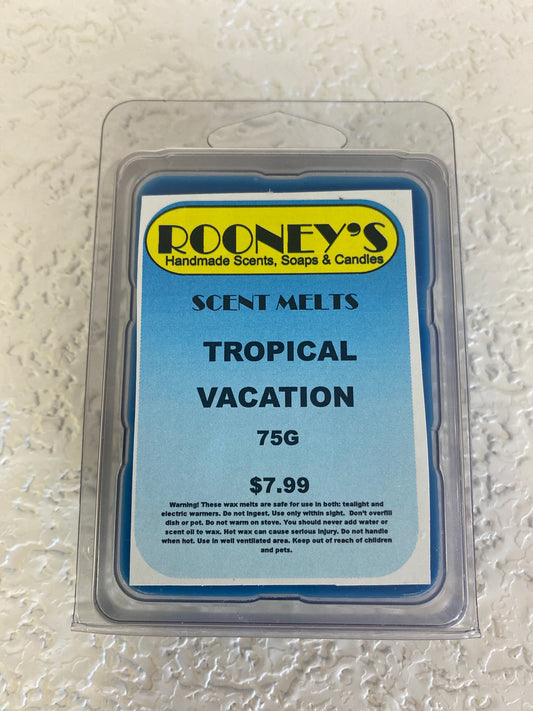 ROONEY'S
Handmade Scents, Soaps & Candles
SCENT MELTS
TROPICAL
VACATION
75G
$7.99
Warning! These wax melts are safe for use in both: tealight and
electric warmers. Do not ingest. Use only within sight. Don't overfill
dish or pot. Do not warm on stove. You should never add water or
scent oil to wax. Hot wax can cause serious injury. Do not handle
when hot. Use in well ventilated area. Keep out of reach of children
and pets.